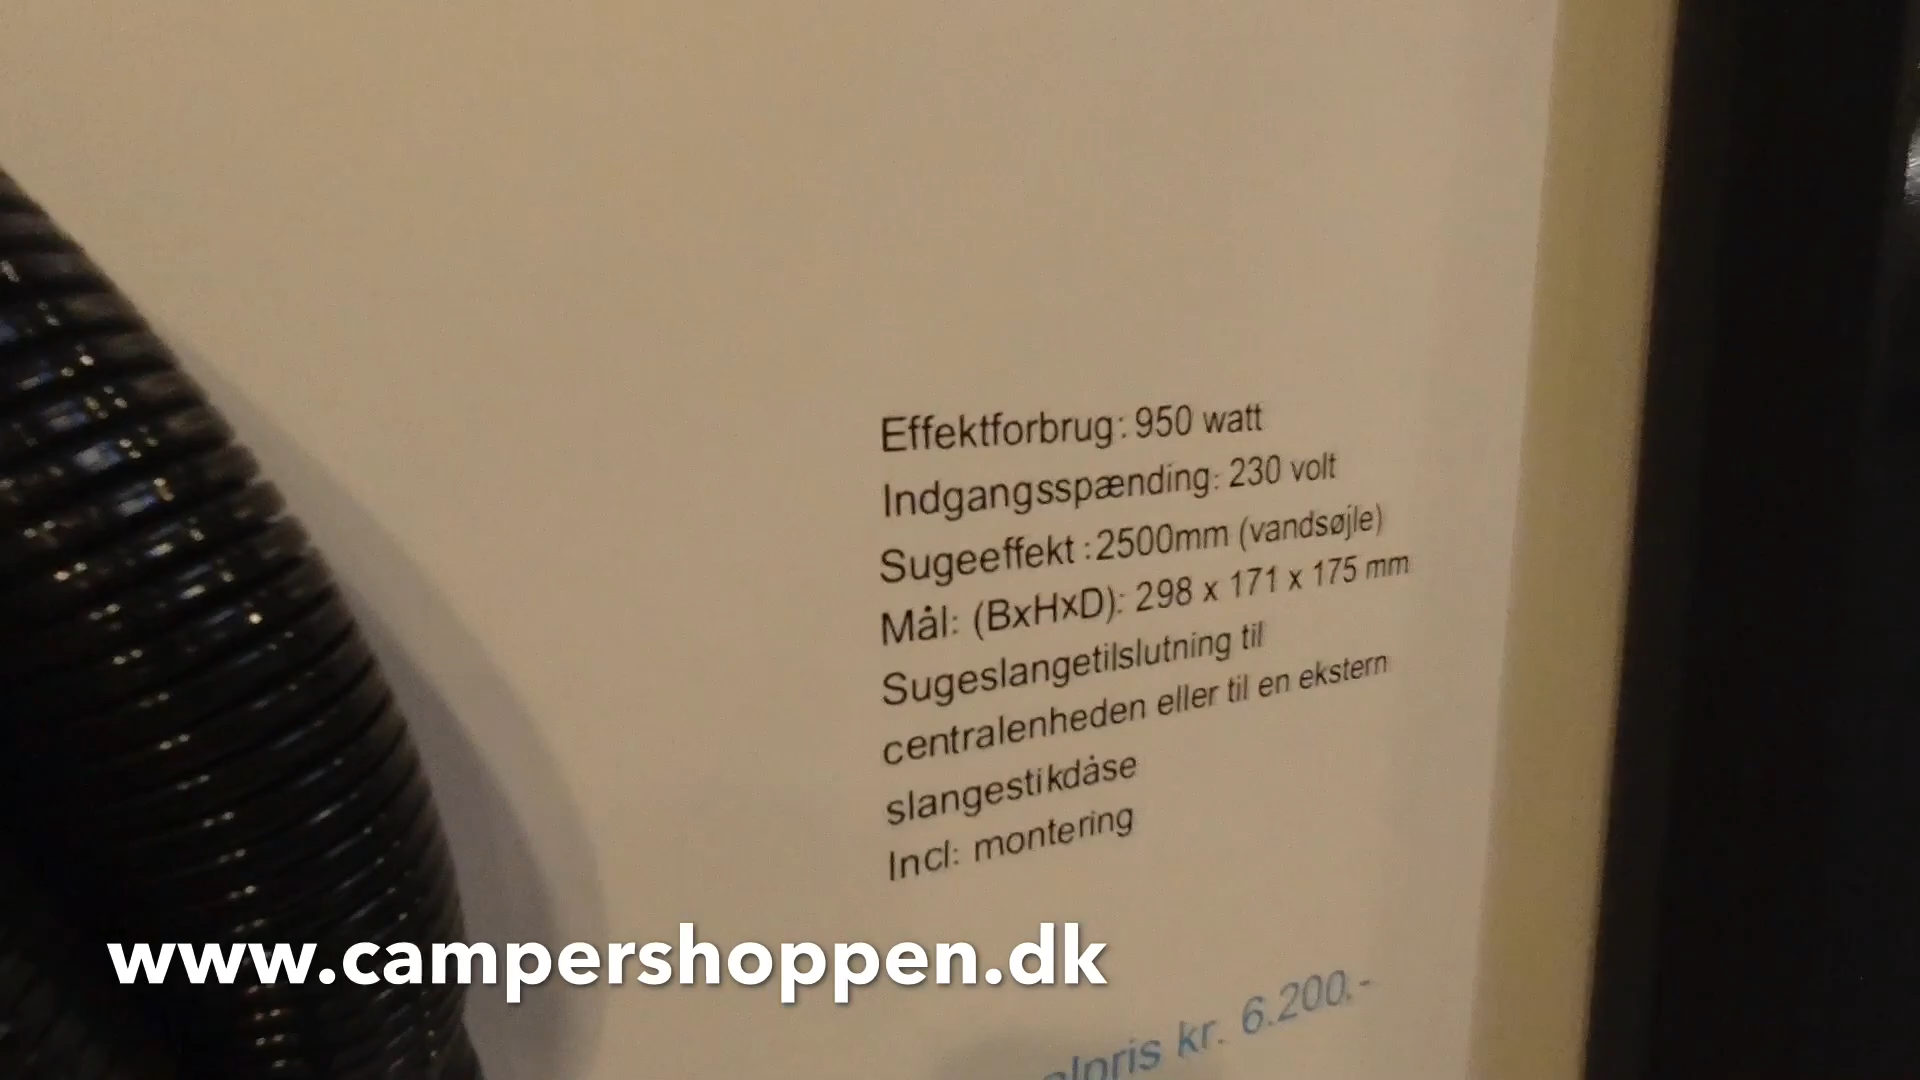 Effektforbrug: 950 watt
Indgangsspænding: 230 volt
Sugeeffekt :2500mm (vandsøjle)
Mål: (BxHxD): 298 x 171 x 175 mm
Sugeslangetilslutning til
centralenheden eller til en ekstern
slangestikdåse
Incl: montering
www.campershoppen.dk
kr. 6.200.-